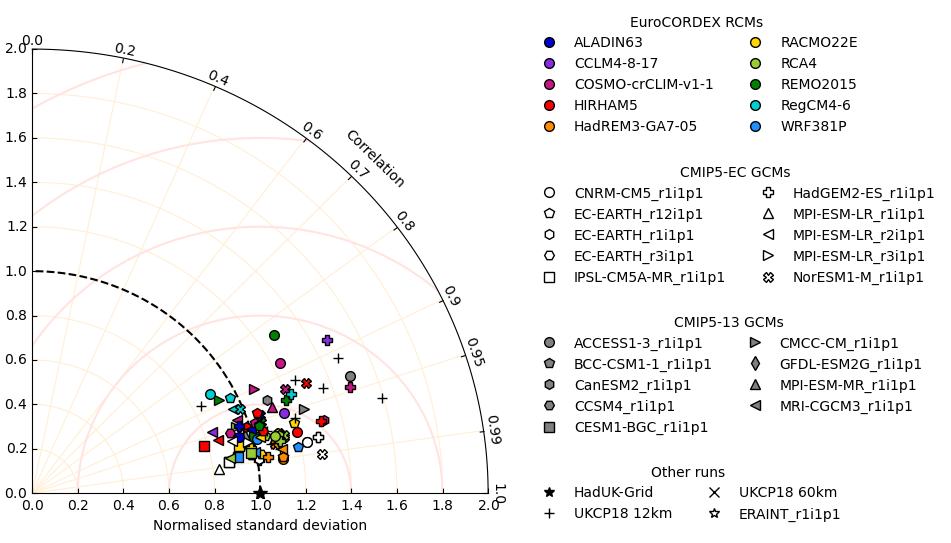 EuroCORDEX RCMs
ALADIN63 RACMO22E
CCLM4-8-17 RCA4
COSMO-crCLIM-v1-1 REMO2015
HIRHAM5 RegCM4-6
HadREM3-GA7-05 WRF381P
CMIP5-EC GCMs
CNRM-CM5_r1i1p1 HadGEM2-ES_r1i1p1
EC-EARTH_r12i1p1 MPI-ESM-LR_r1i1p1
EC-EARTH_r1i1p1 MPI-ESM-LR_r2i1p1
EC-EARTH_r3i1p1 MPI-ESM-LR_r3i1p1
IPSL-CM5A-MR_r1i1p1 NorESM1-M_r1i1p1
CMIP5-13 GCMs
ACCESS1-3_r1i1p1 CMCC-CM_r1i1p1
BCC-CSM1-1_r1i1p1 GFDL-ESM2G_r1i1p1
CanESM2_r1i1p1 MPI-ESM-MR_r1i1p1
CCSM4_r1i1p1 MRI-CGCM3_r1i1p1
CESM1-BGC_r1i1p1
Other runs
HadUK-Grid UKCP18 60km
UKCP18 12km ERAINT_r1i1p1
0.0
0.2
0.4
0.6
0.7
0.8
0.9
0.95
0.99
1.0
Correlation
2.0
1.8
1.6
1.4
1.2
1.0
0.8
0.6
0.4
0.2
0.0
0.0 0.2 0.4 0.6 0.8 1.0 1.2 1.4 1.6 1.8 2.0
Normalised standard deviation